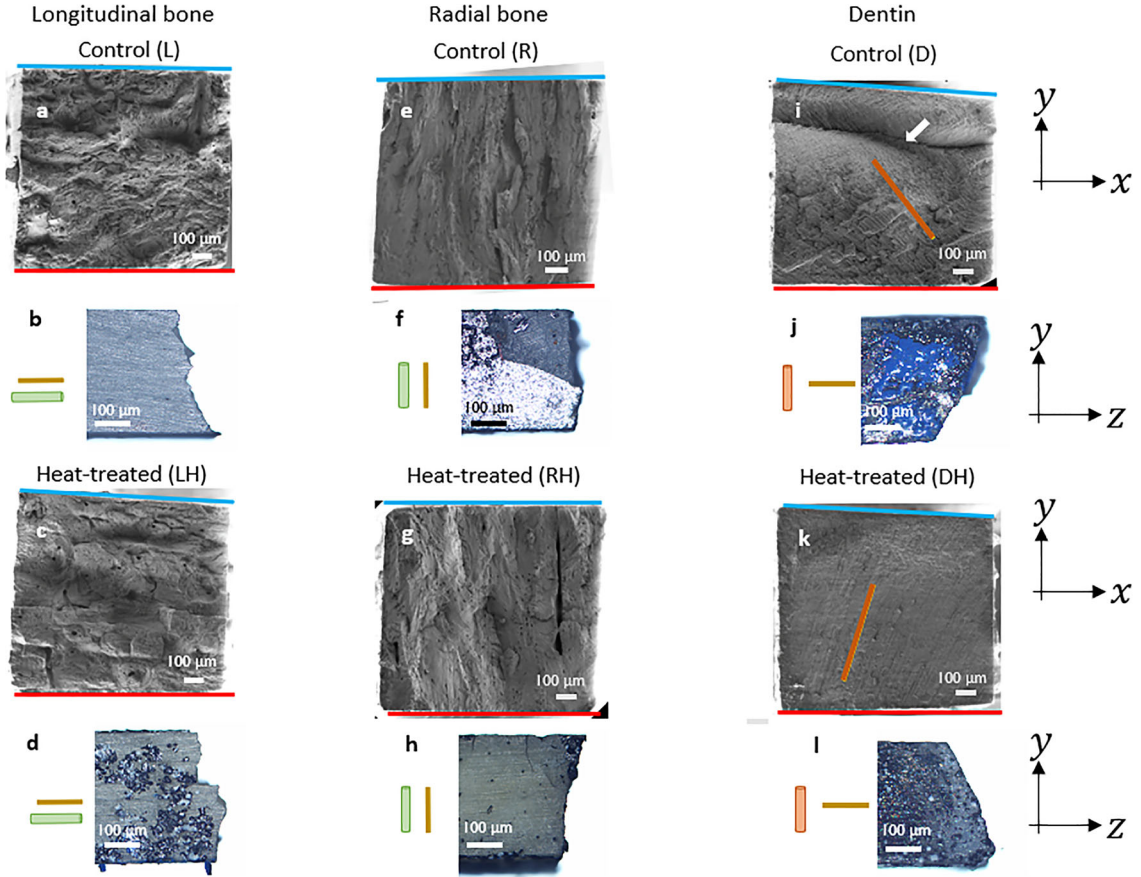 Longitudinal bone
Radial bone
Dentin
Control (L)
Control (R)
Control (D)
a
100 µm
e
100 µm
i
100 µm
y
x
b
100 µm
f
100 µm
j
100 µm
y
z
Heat-treated (LH)
Heat-treated (RH)
Heat-treated (DH)
c
100 µm
g
100 µm
k
100 µm
y
x
d
100 µm
h
100 µm
l
100 µm
y
z